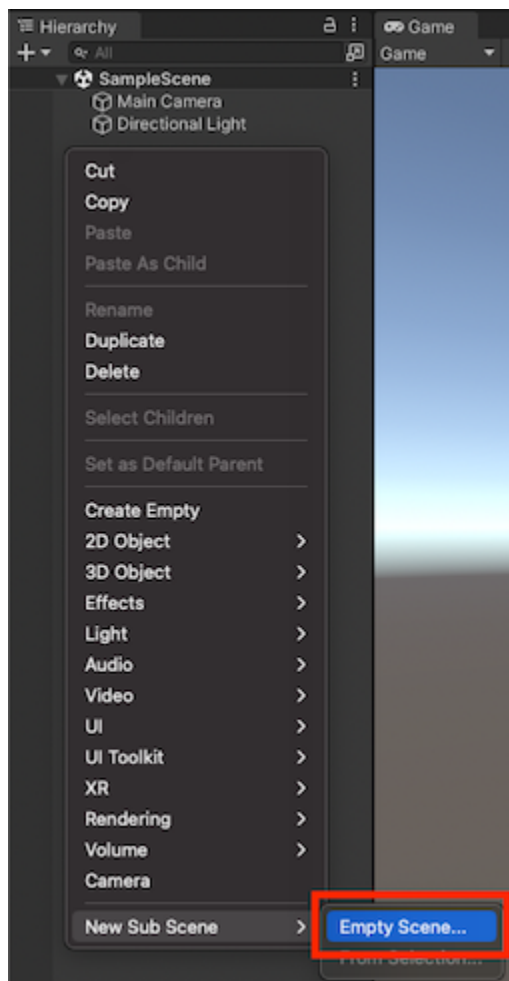 Hierarchy
Game
All
Game
SampleScene
Main Camera
Directional Light
Cut
Copy
Paste
Paste As Child
Rename
Duplicate
Delete
Select Children
Set as Default Parent
Create Empty
2D Object
3D Object
Effects
Light
Audio
Video
UI
UI Toolkit
XR
Rendering
Volume
Camera
New Sub Scene
Empty Scene...
From Selection...